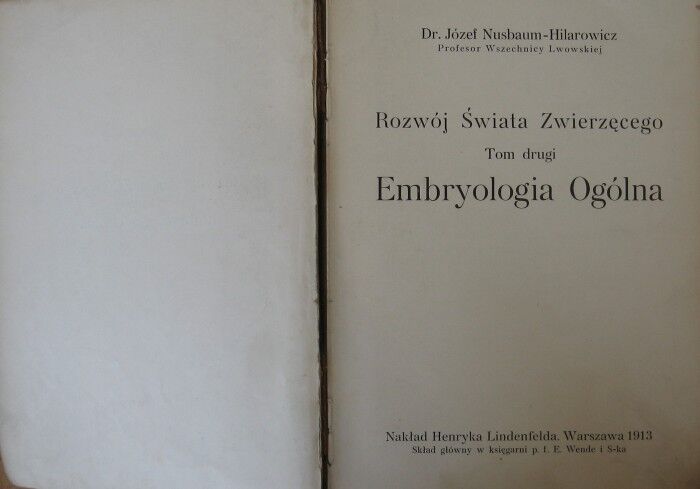 Dr. Józef Nusbaum-Hilarowicz
Profesor Wszechnicy Lwowskiej
Rozwój Świata Zwierzęcego
Tom drugi
Embryologia Ogólna
Nakład Henryka Lindenfelda. Warszawa 1913
Skład główny w księgarni p. f. E. Wende i S-ka